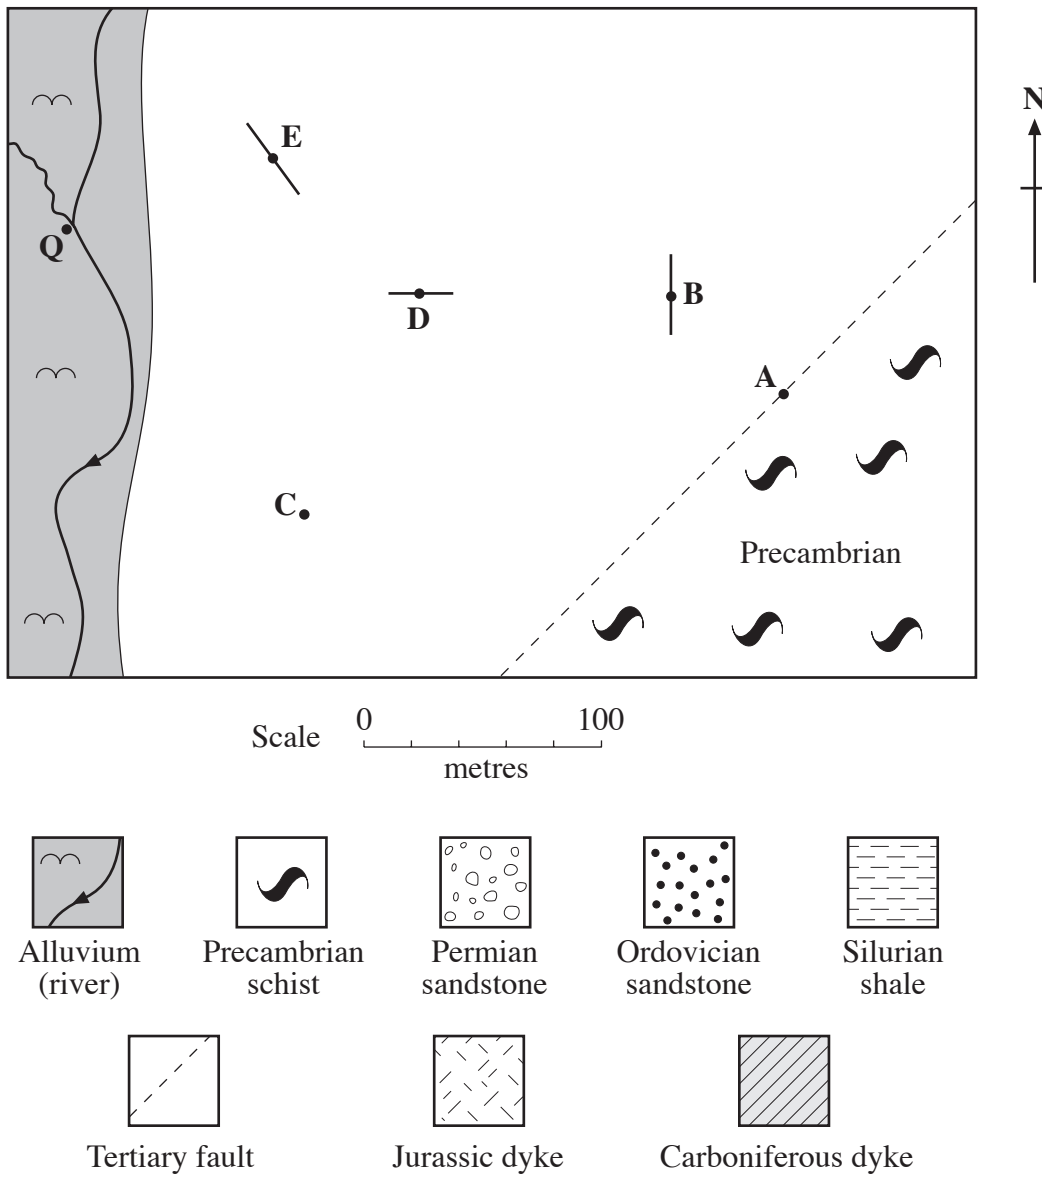 N
E
Q
D
B
A
C
Precambrian
0 100
Scale
metres
Alluvium
(river)
Precambrian
schist
Permian
sandstone
Ordovician
sandstone
Silurian
shale
Tertiary fault
Jurassic dyke
Carboniferous dyke